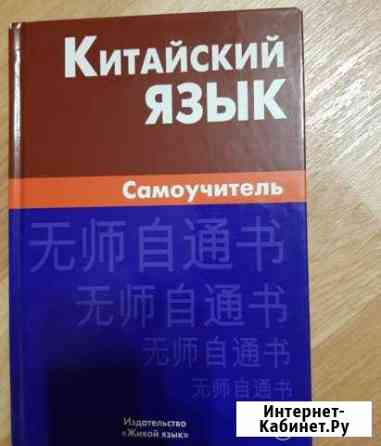 Китайский
язык
Самоучитель
无师自通书
无师自通书
无师自通书
无师自通书
Издательство
«Живой язык»
Интернет-
Кабинет.Ру